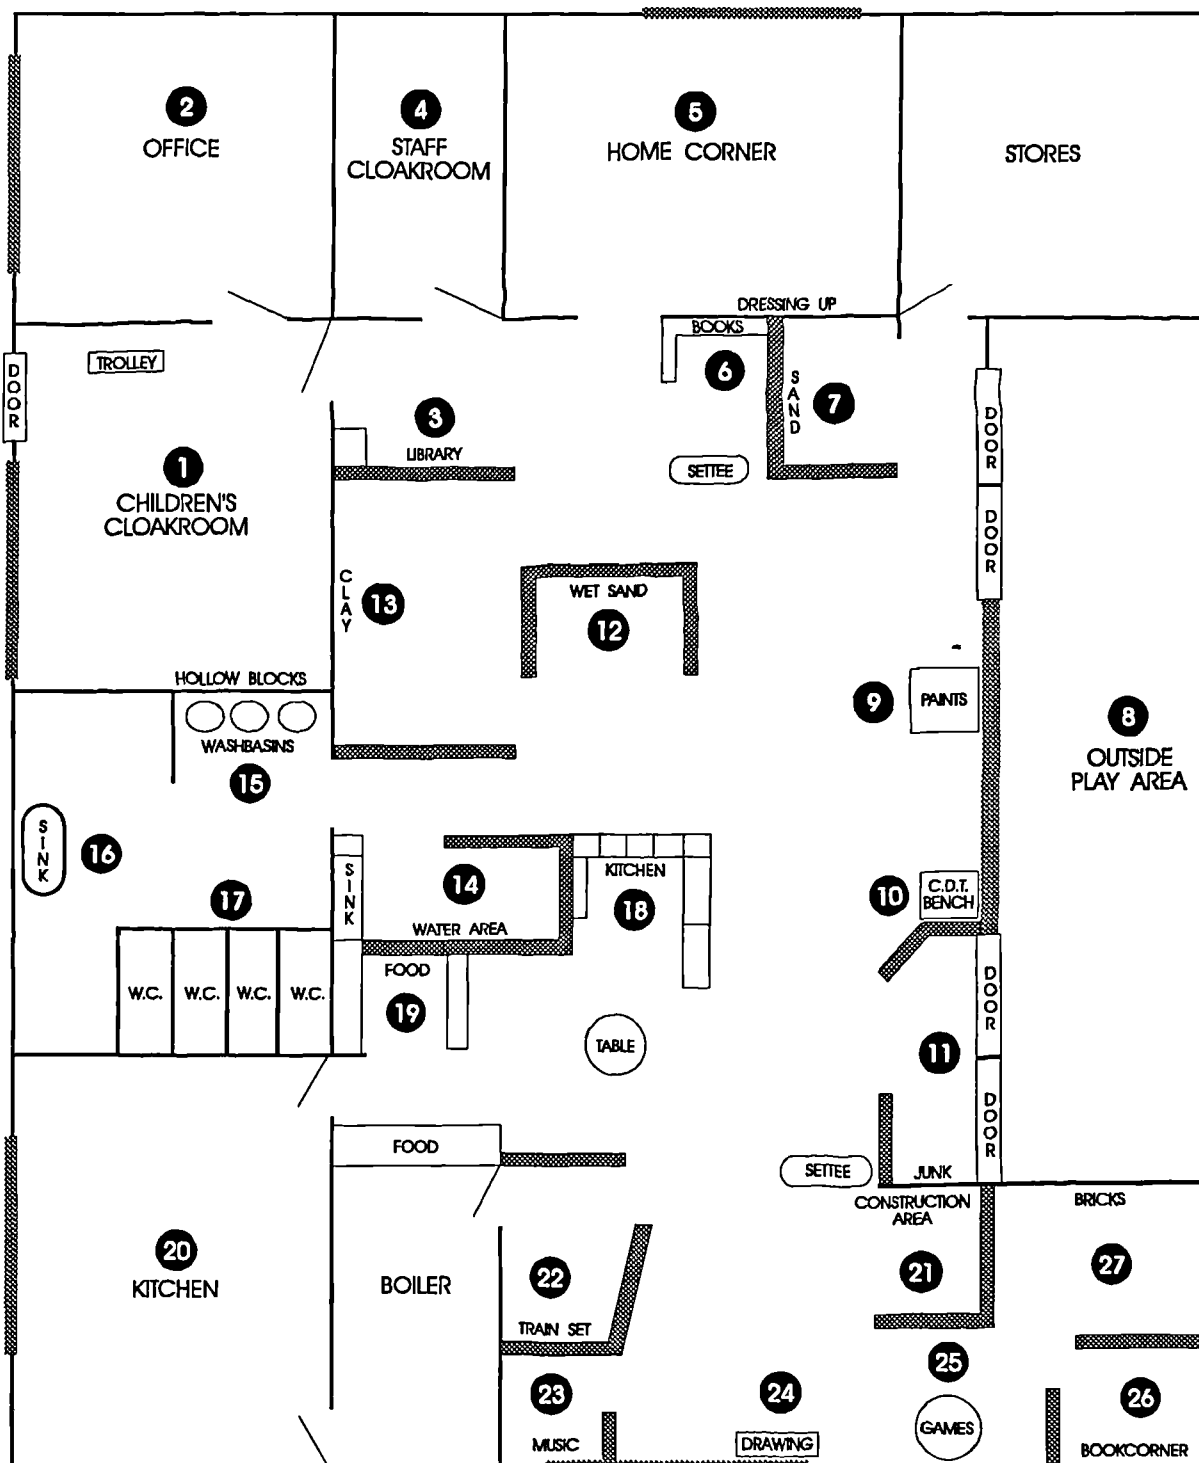 2
OFFICE
4
STAFF
CLOAKROOM
5
HOME CORNER
STORES
DRESSING UP
BOOKS
TROLLEY
DOOR
3
LIBRARY
6
SETTEE
SAND
7
DOOR
DOOR
1
CHILDREN'S
CLOAKROOM
CLAY
13
WET SAND
12
HOLLOW BLOCKS
WASHBASINS
15
9
PAINTS
8
OUTSIDE
PLAY AREA
SINK
16
17
SINK
14
WATER AREA
KITCHEN
18
10
C.D.T.
BENCH
W.C.
W.C.
W.C.
W.C.
FOOD
19
TABLE
11
DOOR
DOOR
FOOD
SETTEE
JUNK
CONSTRUCTION
AREA
BRICKS
20
KITCHEN
BOILER
22
TRAIN SET
21
27
23
MUSIC
24
DRAWING
25
GAMES
26
BOOKCORNER